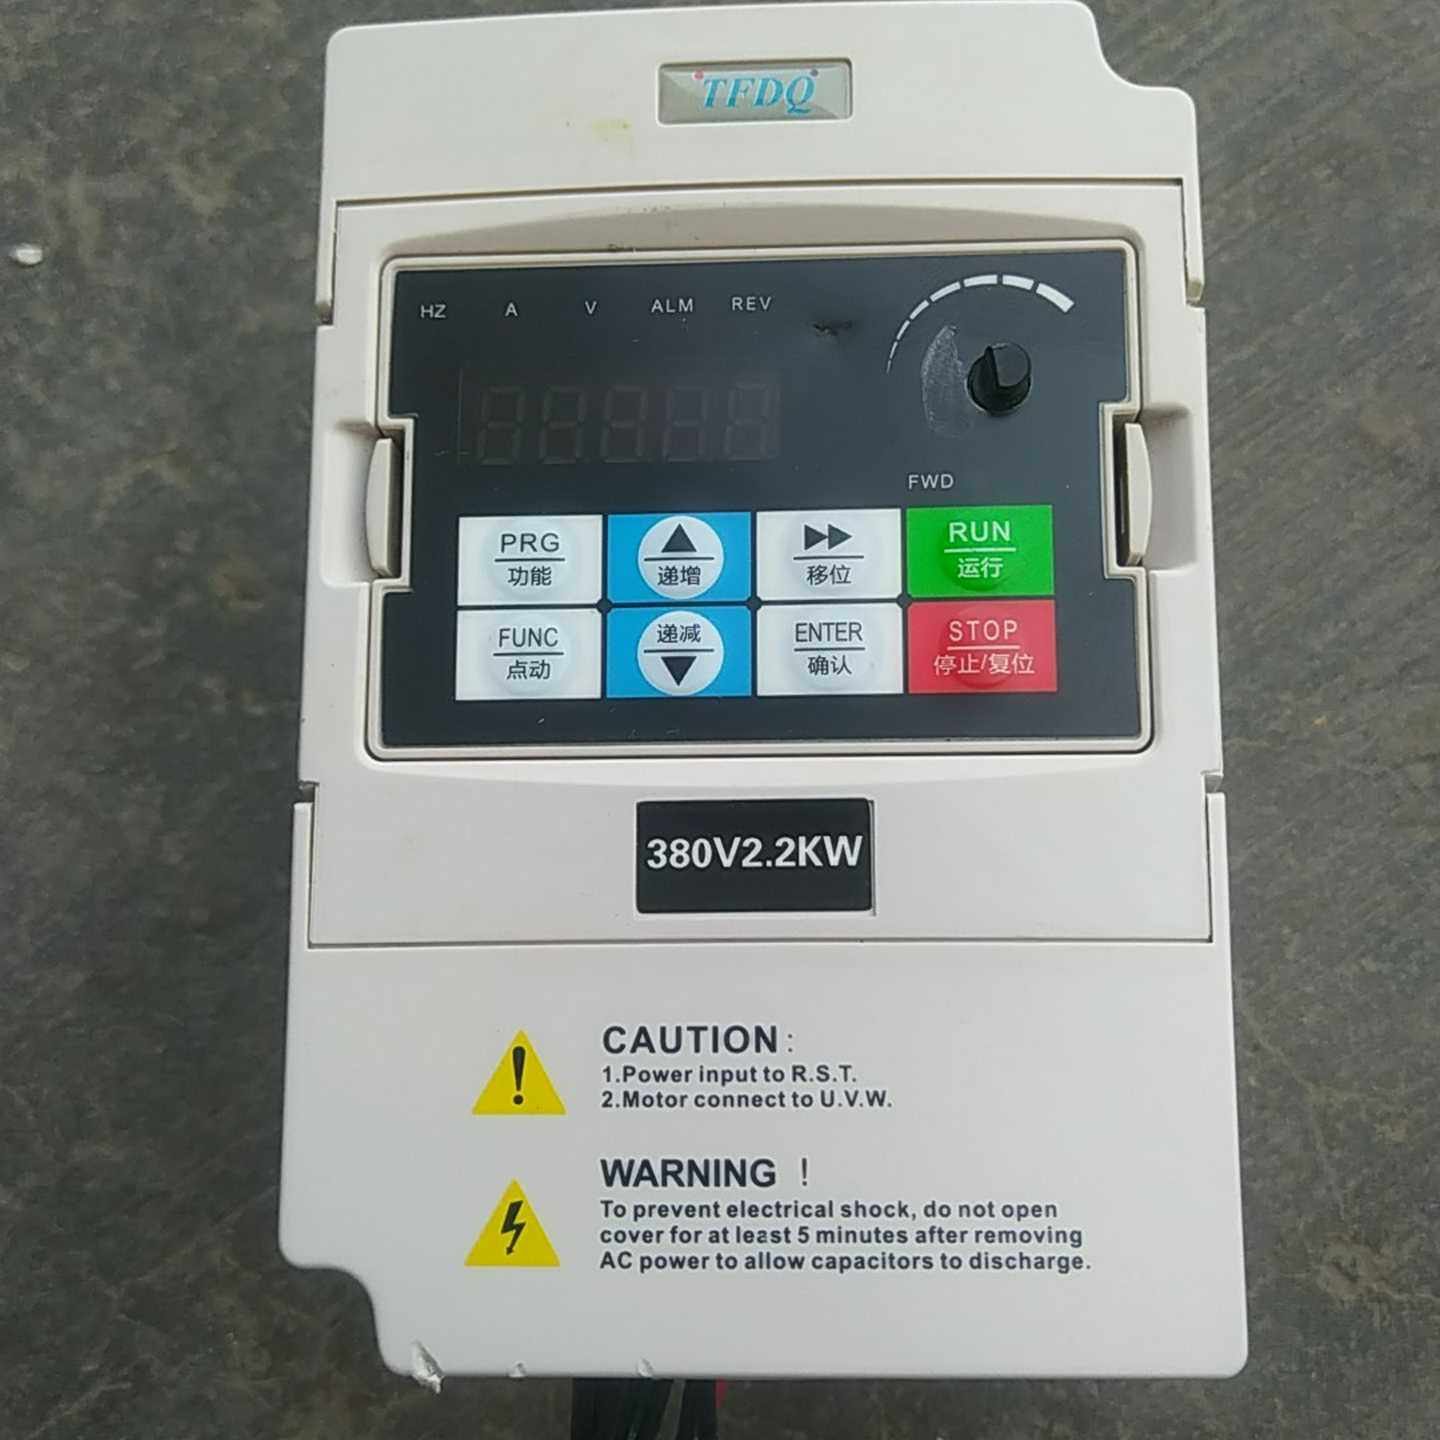 TFDQ
HZ A V ALM REV
FWD
PRG
功能
递增
移位
RUN
运行
FUNC
点动
递减
ENTER
确认
STOP
停止/复位
380V2.2KW
CAUTION:
1.Power input to R.S.T.
2.Motor connect to U.V.W.
WARNING !
To prevent electrical shock, do not open
cover for at least 5 minutes after removing
AC power to allow capacitors to discharge.